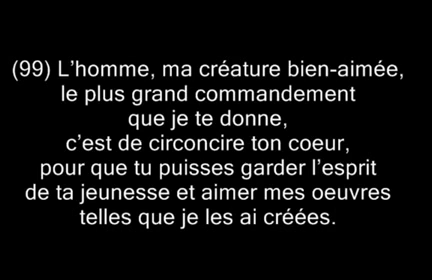 (99) L’homme, ma créature bien-aimée,
le plus grand commandement
que je te donne,
c’est de circoncire ton coeur,
pour que tu puisses garder l’esprit
de ta jeunesse et aimer mes oeuvres
telles que je les ai créées.